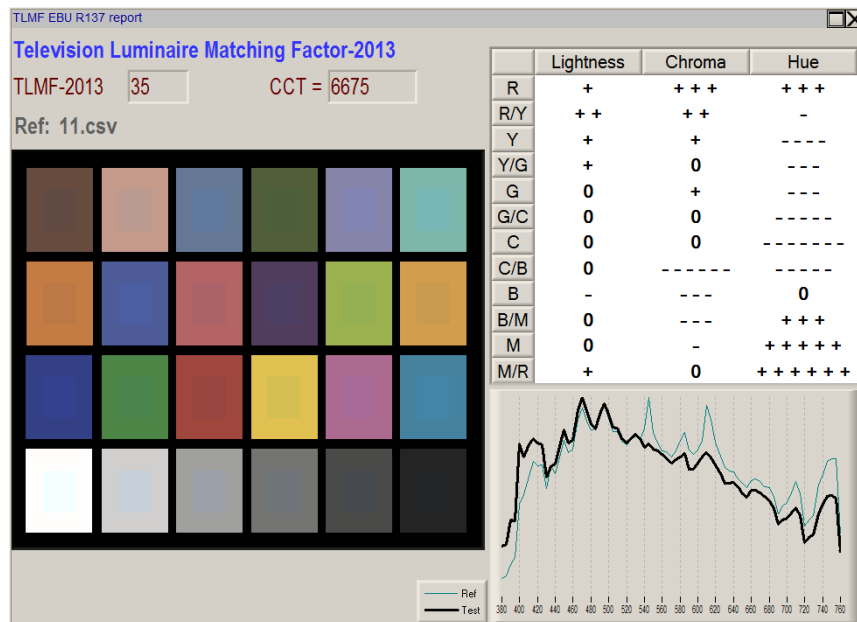 TLMF EBU R137 report
Television Luminaire Matching Factor-2013
TLMF-2013 35 CCT = 6675
Ref: 11.csv
Lightness Chroma Hue
R + + + + + + +
R/Y + + + + -
Y + + - - - -
Y/G + 0 - - -
G 0 + - - -
G/C 0 0 - - - - -
C 0 0 - - - - - - -
C/B 0 - - - - - - - - - - -
B - - - - 0
B/M 0 - - - + + +
M 0 - + + + + +
M/R + 0 + + + + + +
Ref
Test
380 400 420 440 460 480 500 520 540 560 580 600 620 640 660 680 700 720 740 760